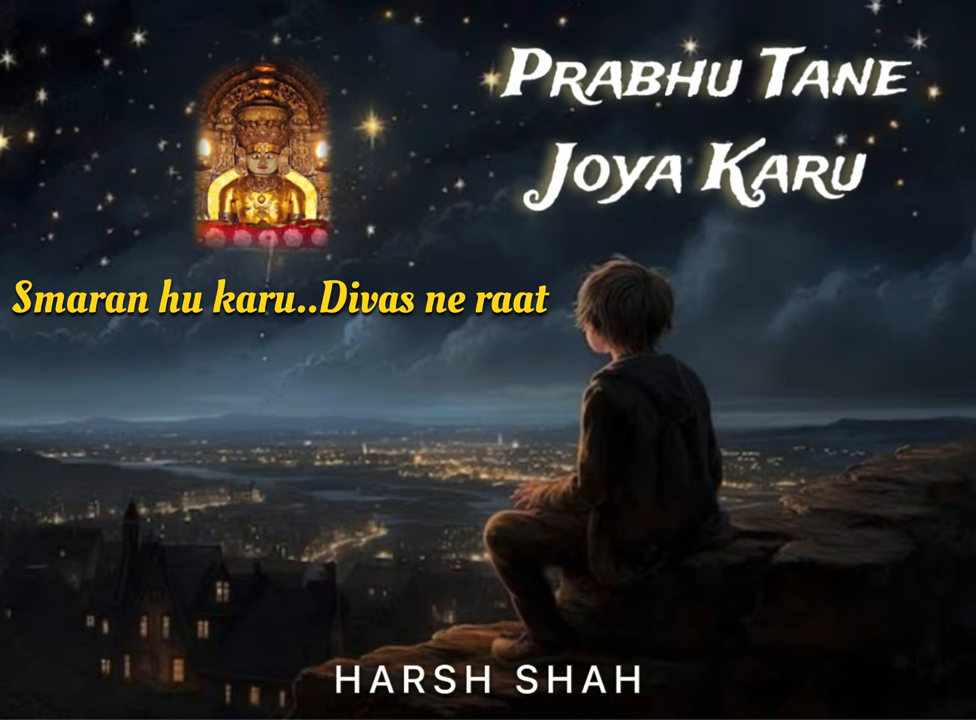 Prabhu Tane
Joya Karu
Smaran hu karu..Divas ne raat
HARSH SHAH